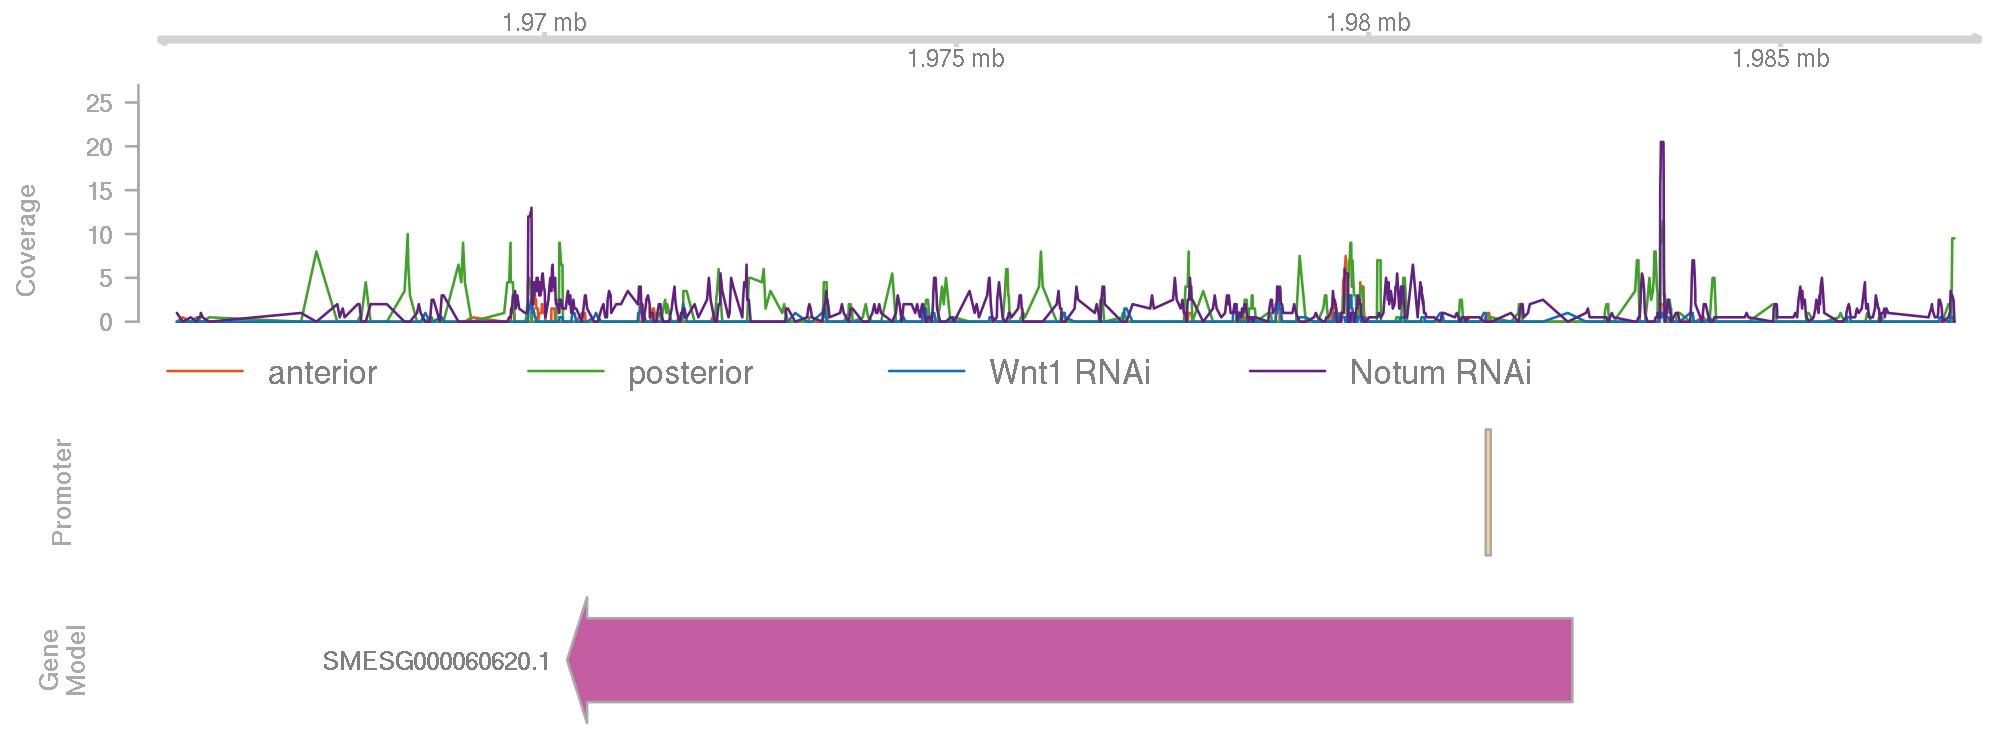 1.97 mb
1.98 mb
1.975 mb
1.985 mb
25
20
15
10
5
0
Coverage
anterior
posterior
Wnt1 RNAi
Notum RNAi
Promoter
Gene
Model
SMESG000060620.1